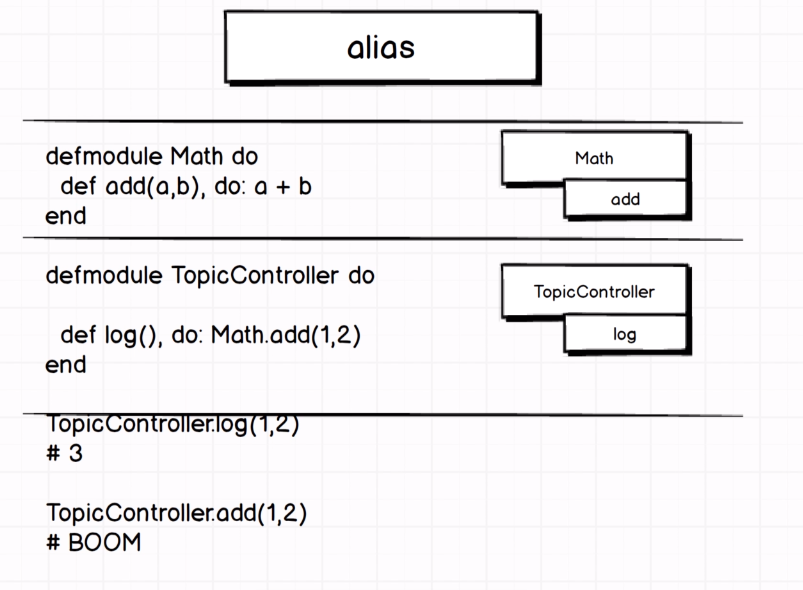 alias
defmodule Math do
  def add(a,b), do: a + b
end
Math
add
defmodule TopicController do
  def log(), do: Math.add(1,2)
end
TopicController
log
TopicController.log(1,2)
# 3
TopicController.add(1,2)
# BOOM